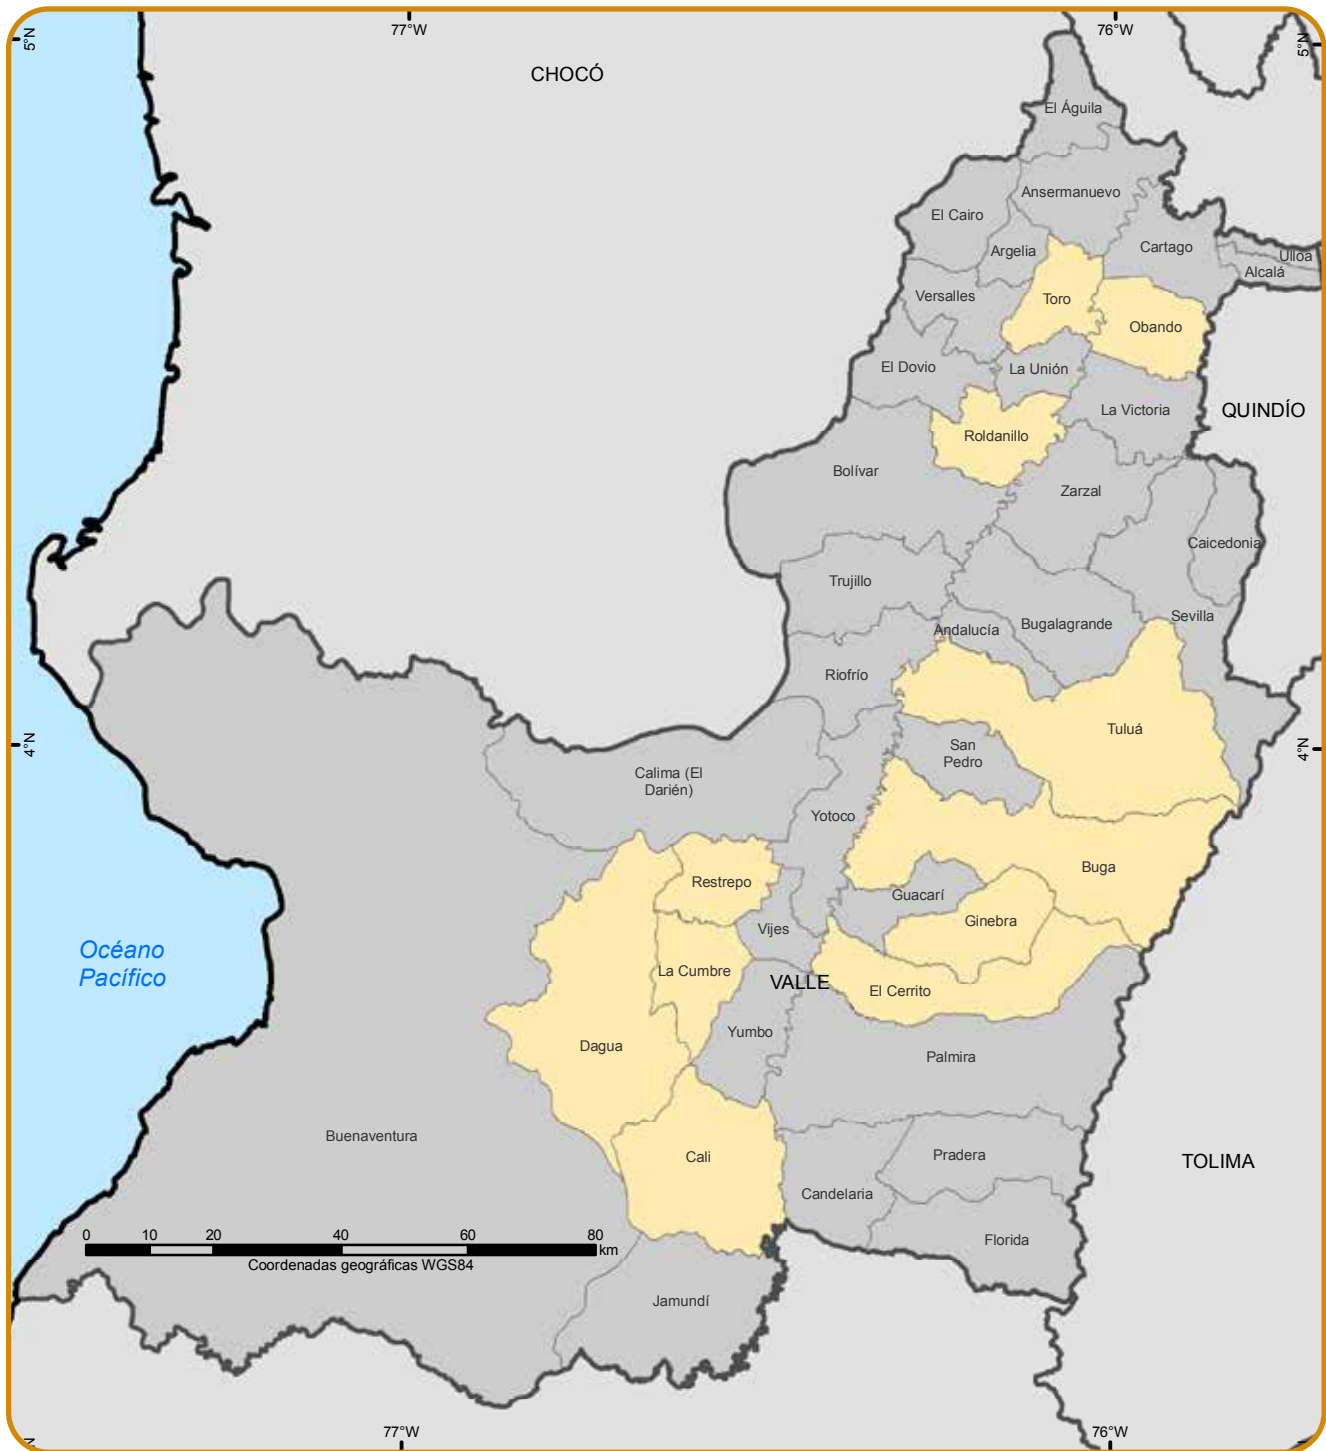 77°W
76°W
5°N
5°N
CHOCÓ
El Águila
Ansermanuevo
El Cairo
Argelia
Cartago
Ulloa
Alcalá
Versalles
Toro
Obando
El Dovio
La Unión
La Victoria
QUINDÍO
Roldanillo
Bolívar
Zarzal
Caicedonia
Trujillo
Sevilla
Andalucía
Bugalagrande
Riofrío
Tuluá
4°N
4°N
San
Pedro
Calima (El
Darién)
Yotoco
Buga
Restrepo
Guacarí
Ginebra
Vijes
Océano
Pacífico
La Cumbre
VALLE
El Cerrito
Yumbo
Dagua
Palmira
Buenaventura
Cali
Pradera
TOLIMA
Candelaria
Florida
0 10 20 40 60 80
km
Coordenadas geográficas WGS84
Jamundí
77°W
76°W